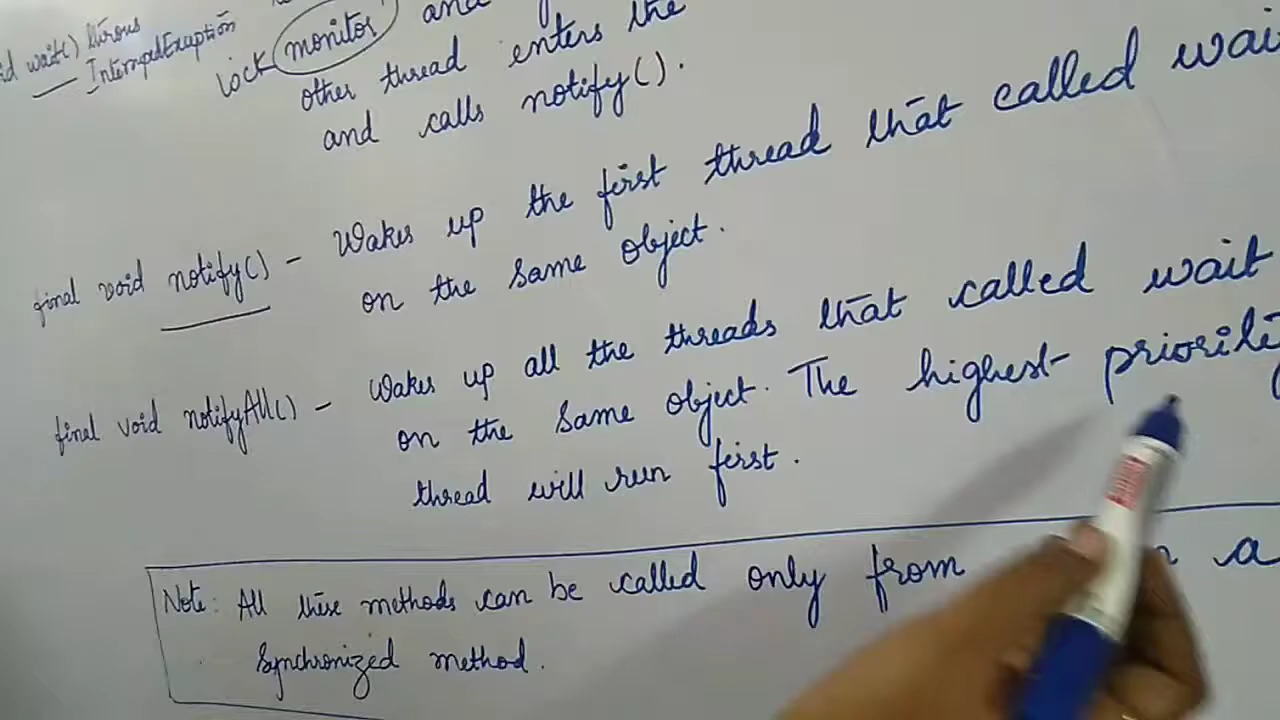 wait() throws
lock monitor and
other thread enters the
and calls notify().
final void notify() - Wakes up the first thread that called wai
on the same object.
final void notifyAll() - Wakes up all the threads that called wait
on the same object. The highest priority
thread will run first.
Note: All these methods can be called only from a
Synchronized method.